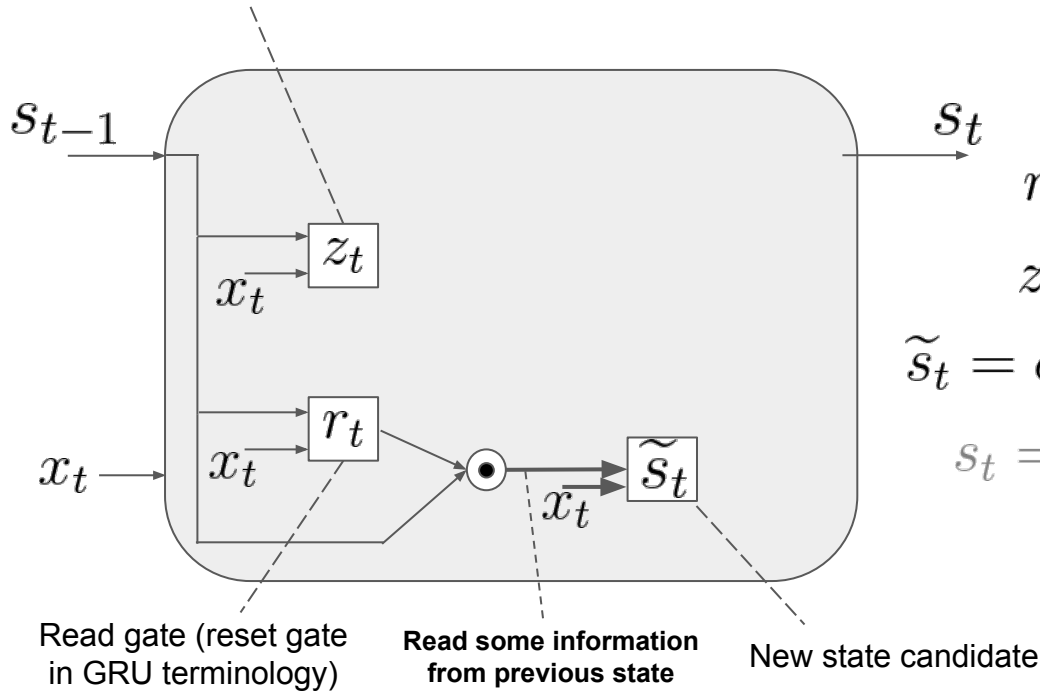 s_{t-1}
s_t
r
z_t
x_t
z
s̃_t =
r_t
x_t
x_t
x_t
s̃_t
s_t =
Read gate (reset gate
in GRU terminology)
Read some information
from previous state
New state candidate